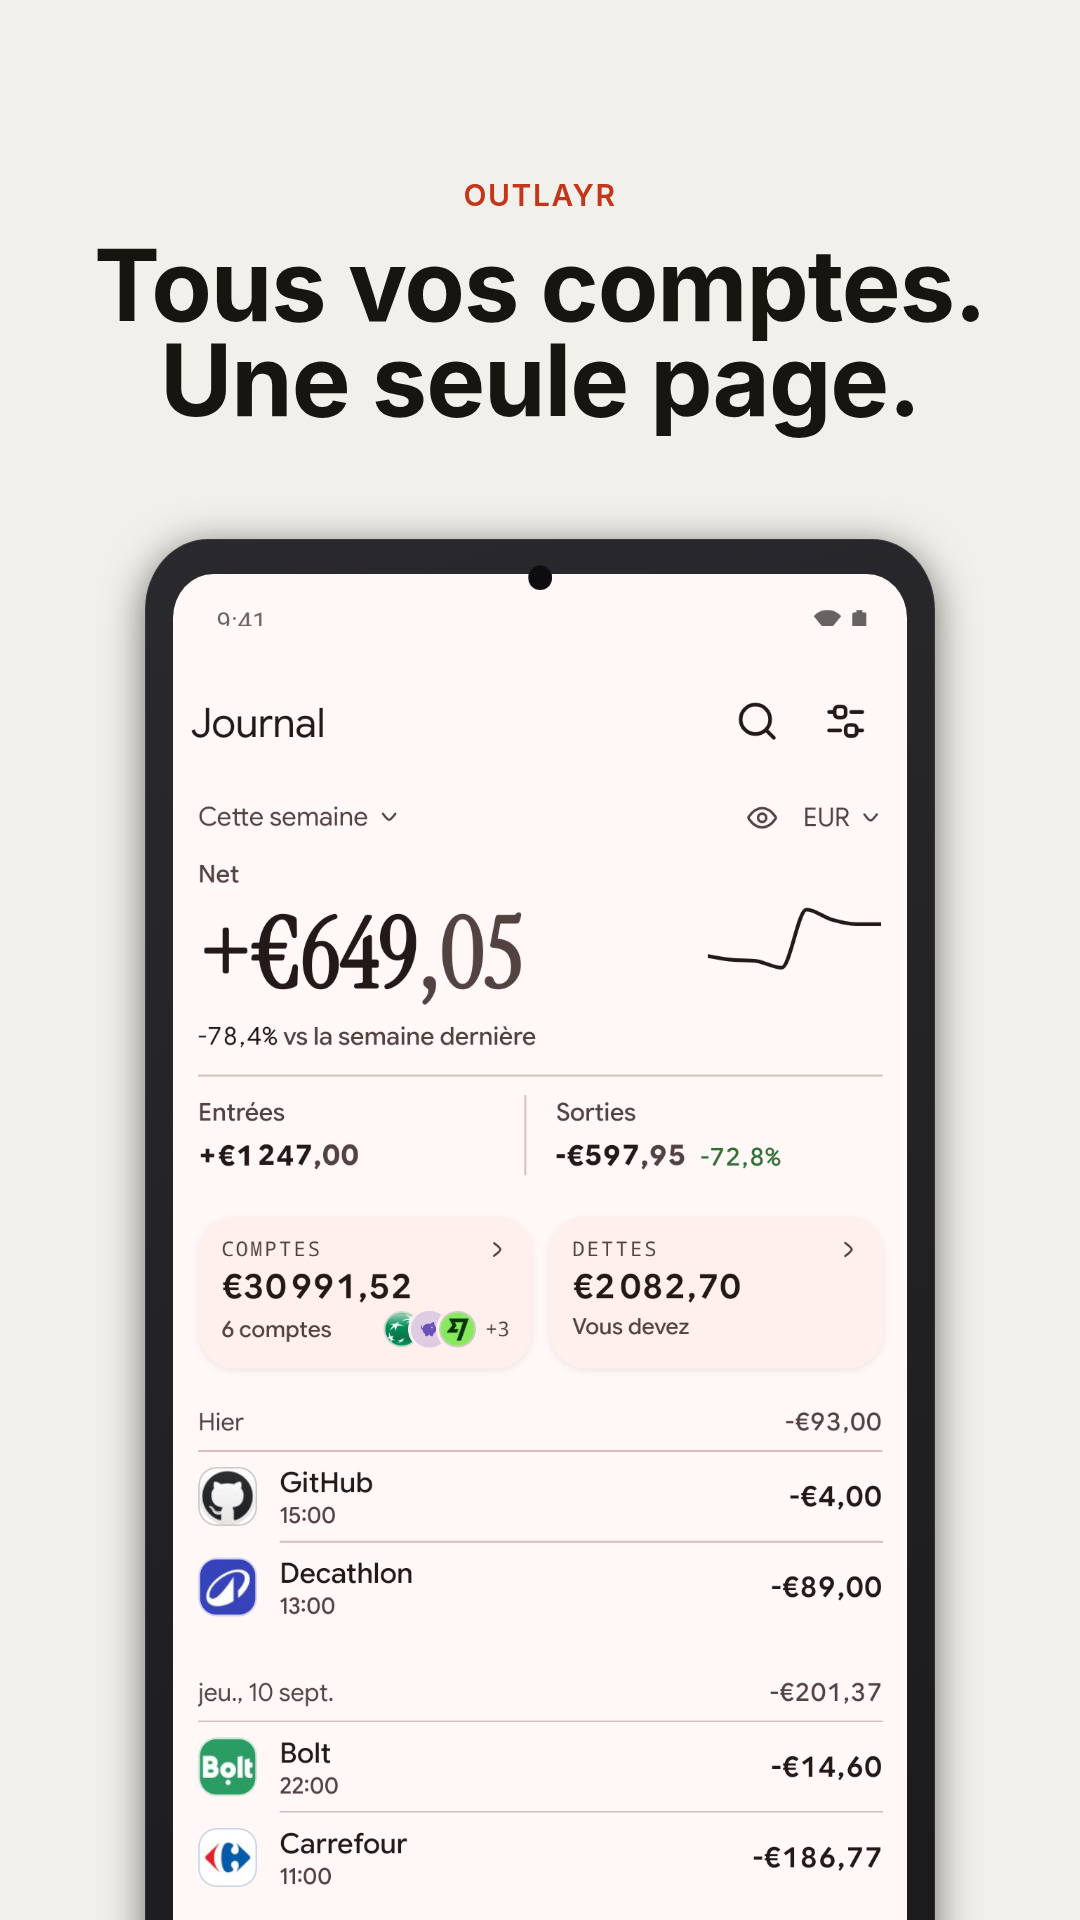 OUTLAYR
Tous vos comptes.
Une seule page.
9:41
Journal
Cette semaine EUR
Net
+€649,05
-78,4% vs la semaine dernière
Entrées Sorties
+€1 247,00 -€597,95 -72,8%
COMPTES DETTES
€30 991,52 €2 082,70
6 comptes +3 Vous devez
Hier -€93,00
GitHub
15:00 -€4,00
Decathlon
13:00 -€89,00
jeu., 10 sept. -€201,37
Bolt Bolt
22:00 -€14,60
Carrefour
11:00 -€186,77